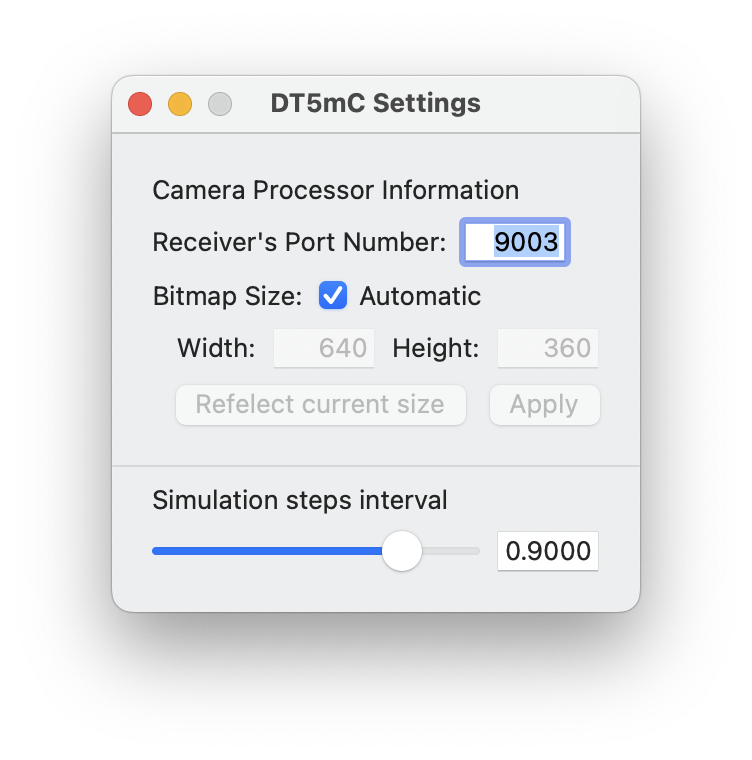 DT5mC Settings
Camera Processor Information
Receiver's Port Number: 9003
Bitmap Size: Automatic
Width: 640 Height: 360
Refelect current size Apply
Simulation steps interval
0.9000